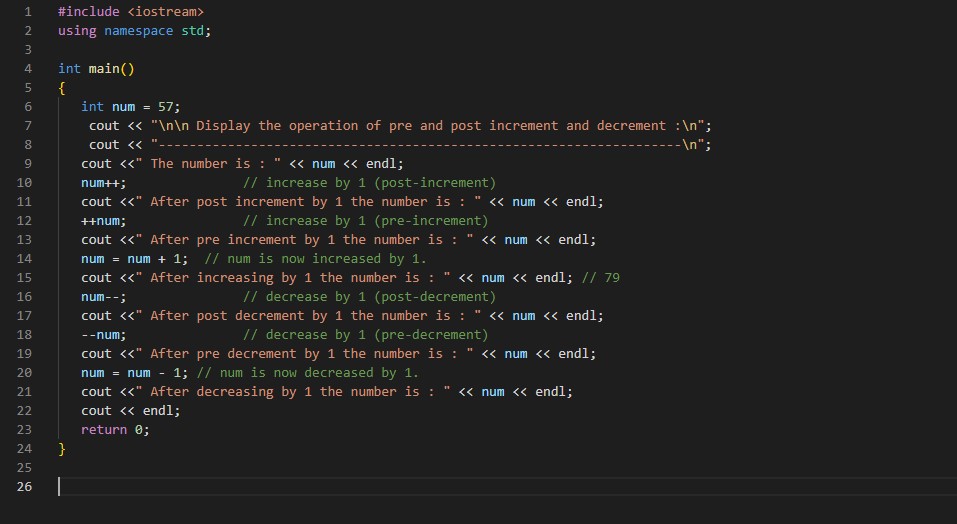 1 #include <iostream>
2 using namespace std;
3
4 int main()
5 {
6    int num = 57;
7     cout << "\n\n Display the operation of pre and post increment and decrement :\n";
8     cout << "--------------------------------------------------------------------\n";
9    cout <<" The number is : " << num << endl;
10    num++;               // increase by 1 (post-increment)
11    cout <<" After post increment by 1 the number is : " << num << endl;
12    ++num;               // increase by 1 (pre-increment)
13    cout <<" After pre increment by 1 the number is : " << num << endl;
14    num = num + 1;  // num is now increased by 1.
15    cout <<" After increasing by 1 the number is : " << num << endl; // 79
16    num--;               // decrease by 1 (post-decrement)
17    cout <<" After post decrement by 1 the number is : " << num << endl;
18    --num;               // decrease by 1 (pre-decrement)
19    cout <<" After pre decrement by 1 the number is : " << num << endl;
20    num = num - 1; // num is now decreased by 1.
21    cout <<" After decreasing by 1 the number is : " << num << endl;
22    cout << endl;
23    return 0;
24 }
25
26